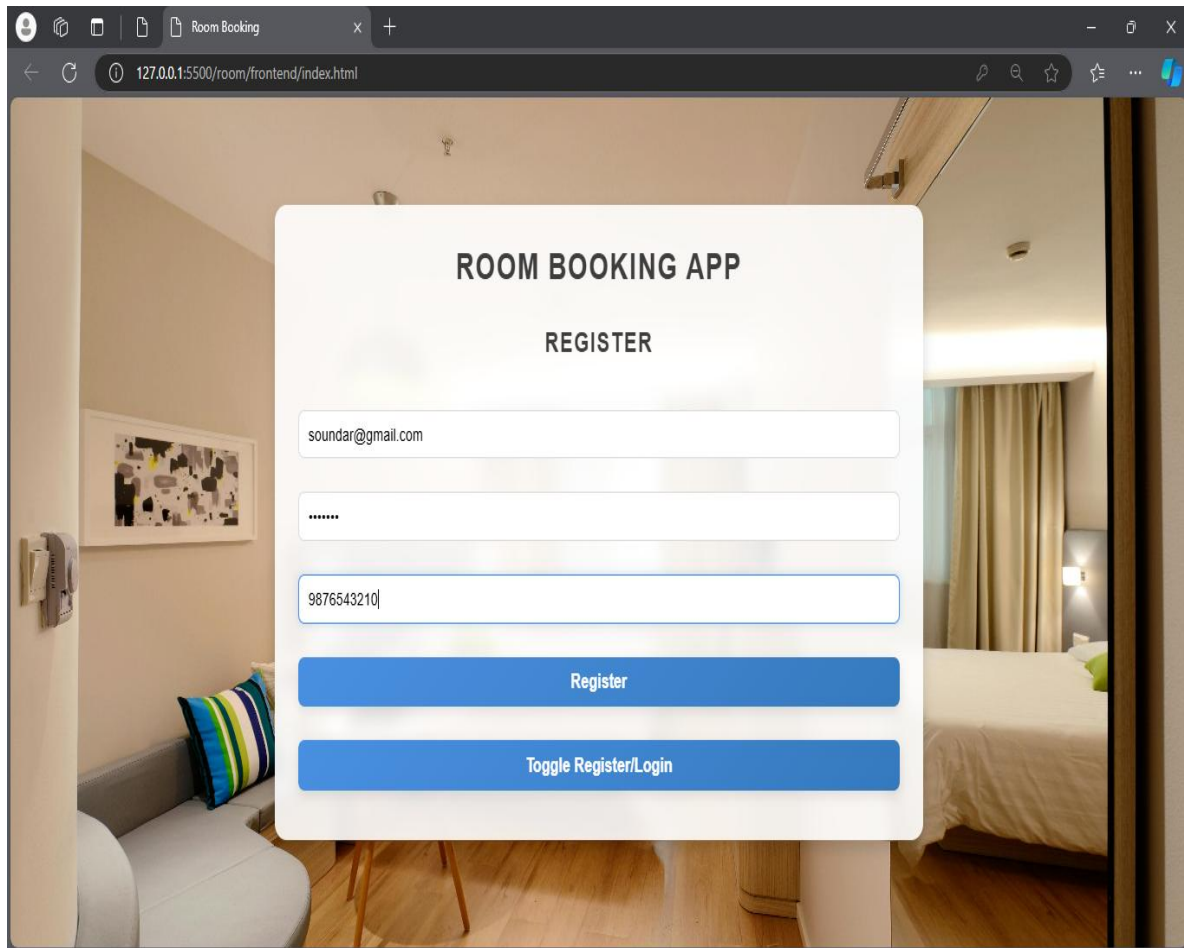 Room Booking
127.0.0.1:5500/room/frontend/index.html
ROOM BOOKING APP
REGISTER
soundar@gmail.com
•••••••
9876543210
Register
Toggle Register/Login